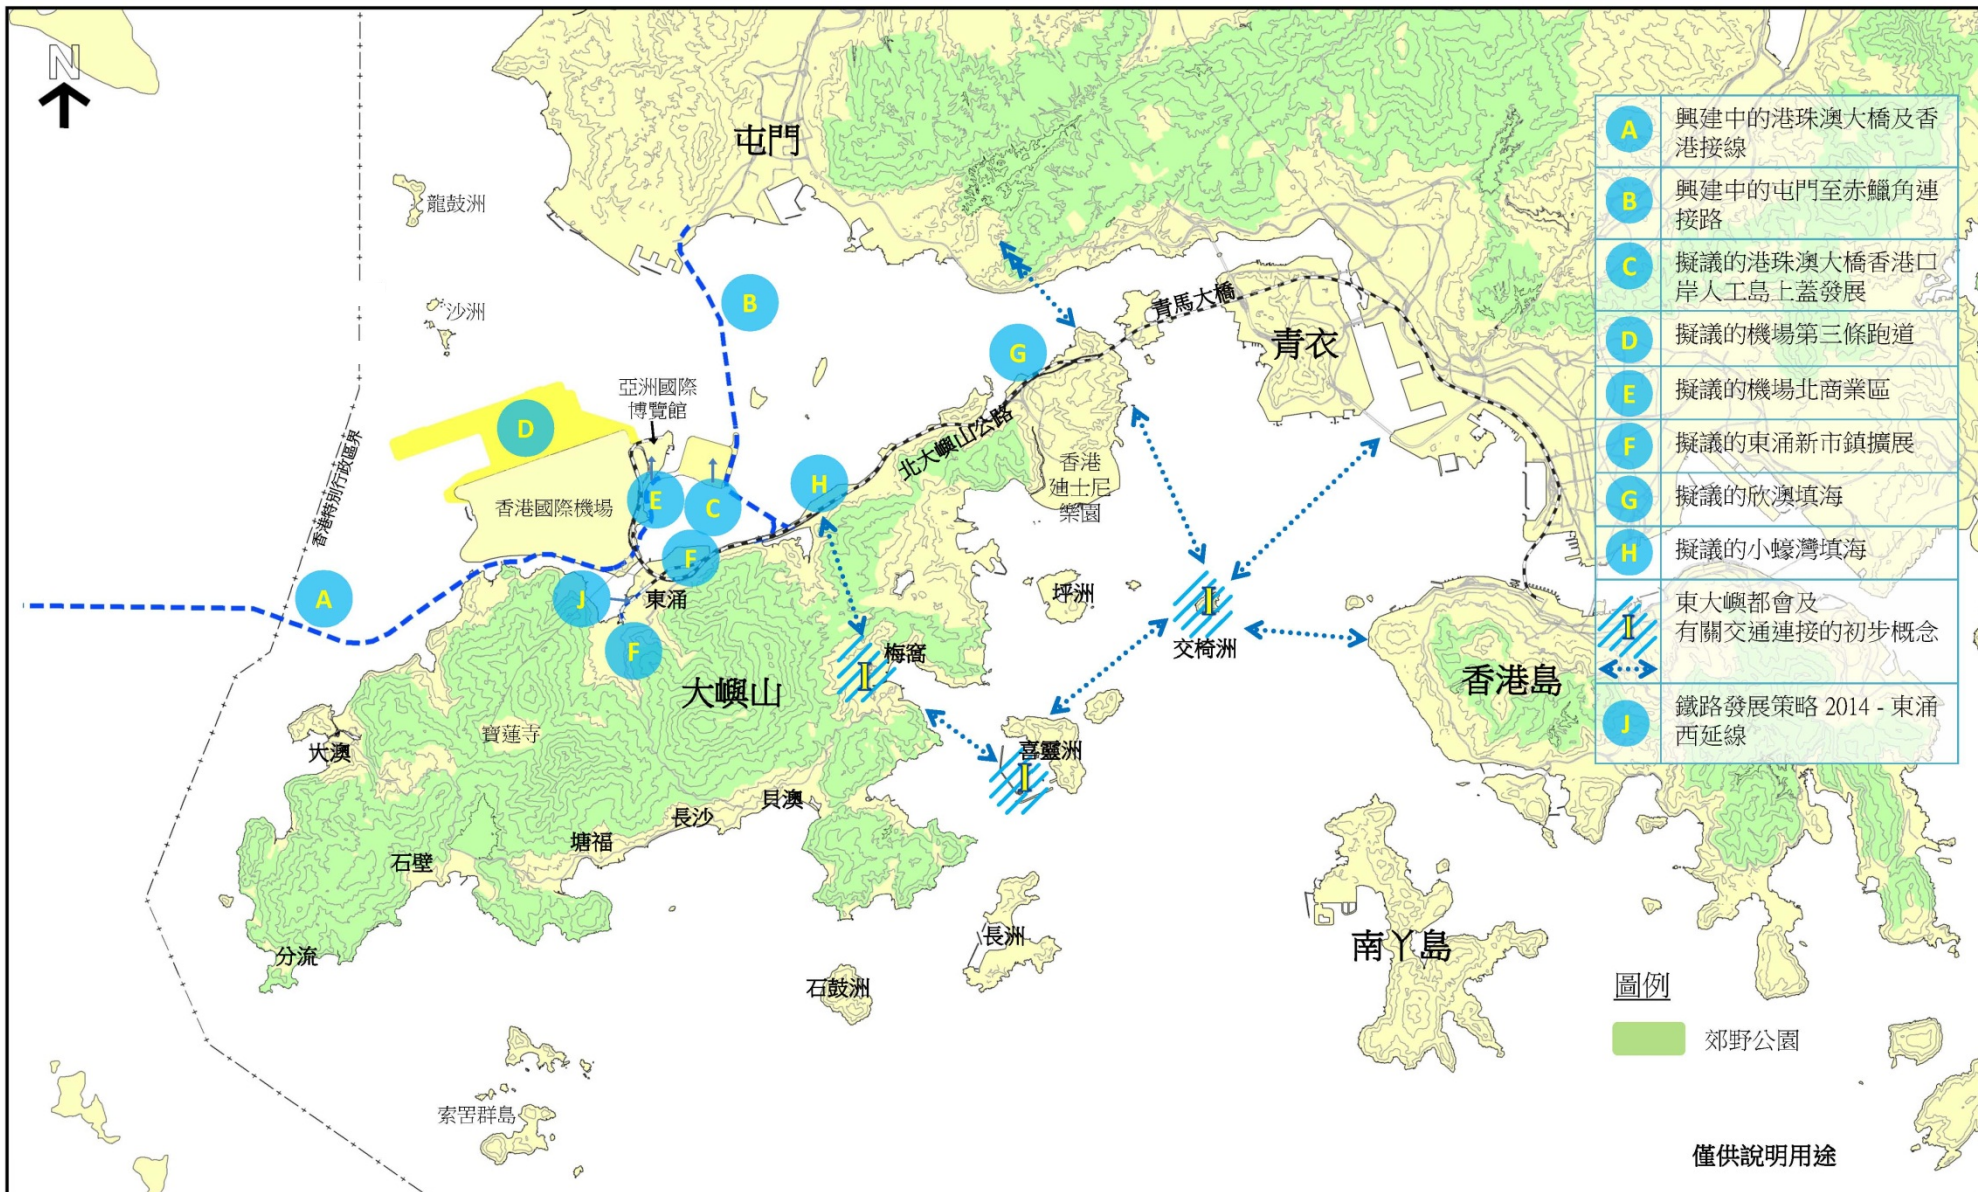 N
屯門
龍鼓洲
沙洲
B
青馬大橋
青衣
G
亞洲國際
博覽館
D
北大嶼山公路
香港
迪士尼
樂園
香港特別行政區界
香港國際機場
E
C
H
F
A
J
東涌
坪洲
I
交椅洲
F
梅窩
I
大嶼山
香港島
寶蓮寺
大澳
喜靈洲
I
貝澳
長沙
塘福
石壁
分流
長洲
石鼓洲
南丫島
索罟群島
A
興建中的港珠澳大橋及香
港接線
B
興建中的屯門至赤鱲角連
接路
C
擬議的港珠澳大橋香港口
岸人工島上蓋發展
D
擬議的機場第三條跑道
E
擬議的機場北商業區
F
擬議的東涌新市鎮擴展
G
擬議的欣澳填海
H
擬議的小蠔灣填海
I
東大嶼都會及
有關交通連接的初步概念
J
鐵路發展策略 2014 - 東涌
西延線
圖例
郊野公園
僅供說明用途